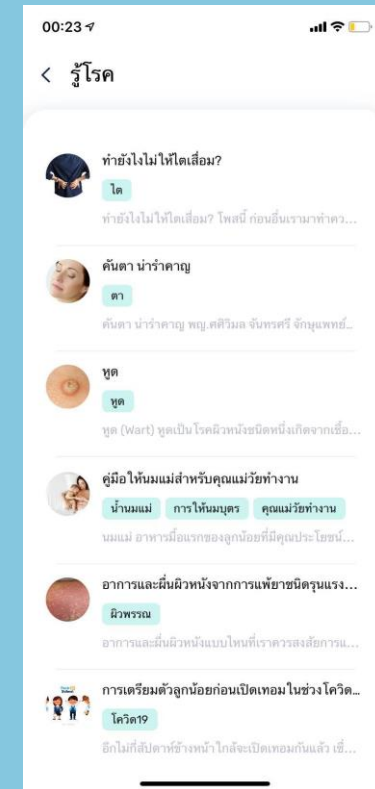 00:23
รู้โรค
ทำยังไงไม่ให้ไตเสื่อม?
ไต
ทำยังไงไม่ให้ไตเสื่อม? โพสนี้ ก่อนอื่นเรามาทำคว...
คันตา น่ารำคาญ
ตา
คันตา น่ารำคาญ พญ.ศศิวิมล จันทรศรี จักษุแพทย์...
หูด
หูด
หูด (Wart) หูดเป็นโรคผิวหนังชนิดหนึ่งเกิดจากเชื้อ...
คู่มือให้นมแม่สำหรับคุณแม่วัยทำงาน
น้ำนมแม่ การให้นมบุตร คุณแม่วัยทำงาน
นมแม่ อาหารมื้อแรกของลูกน้อยที่มีคุณประโยชน์...
อาการและผื่นผิวหนังจากการแพ้ยาชนิดรุนแรง...
ผิวพรรณ
อาการและผื่นผิวหนังแบบไหนที่เราควรสงสัยการแ...
การเตรียมตัวลูกน้อยก่อนเปิดเทอมในช่วงโควิด...
โควิด19
อีกไม่กี่สัปดาห์ข้างหน้าใกล้จะเปิดเทอมกันแล้ว เชื่...